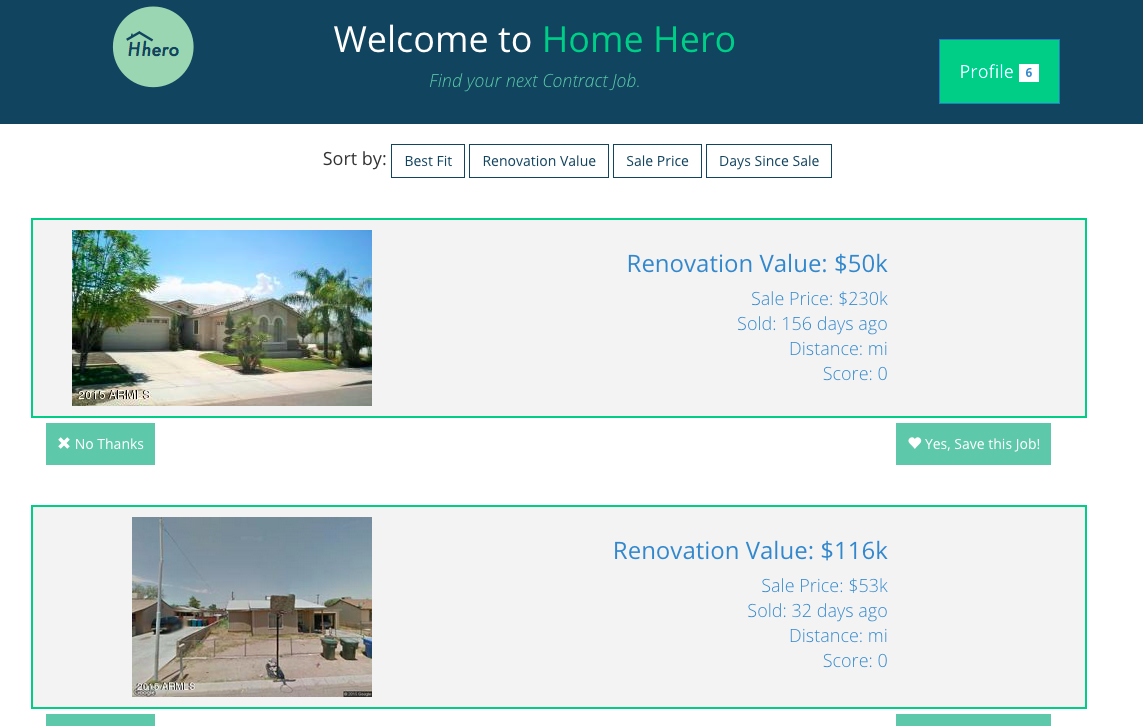 Hhero
Welcome to Home Hero
Find your next Contract Job.
Profile 6
Sort by: Best Fit Renovation Value Sale Price Days Since Sale
Renovation Value: $50k
Sale Price: $230k
Sold: 156 days ago
Distance: mi
Score: 0
2015 ARMLS
No Thanks
Yes, Save this Job!
Renovation Value: $116k
Sale Price: $53k
Sold: 32 days ago
Distance: mi
Score: 0
2015 ARMLS